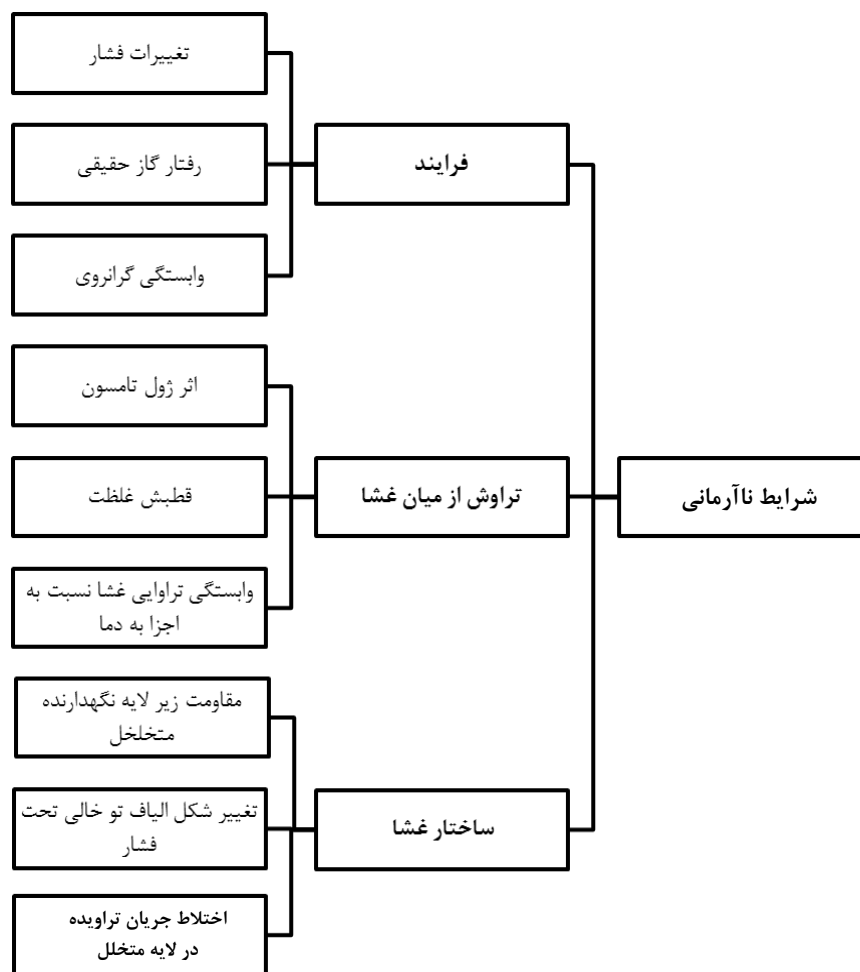 شرایط ناآرمانی
فرایند
تغییرات فشار
رفتار گاز حقیقی
وابستگی گرانروی
تراوش از میان غشا
اثر ژول تامسون
قطبش غلظت
وابستگی تراوایی غشا نسبت به
اجزا به دما
ساختار غشا
مقاومت زیر لایه نگهدارنده
متخلخل
تغییر شکل الیاف تو خالی تحت
فشار
اختلاط جریان تراویده
در لایه متخلل